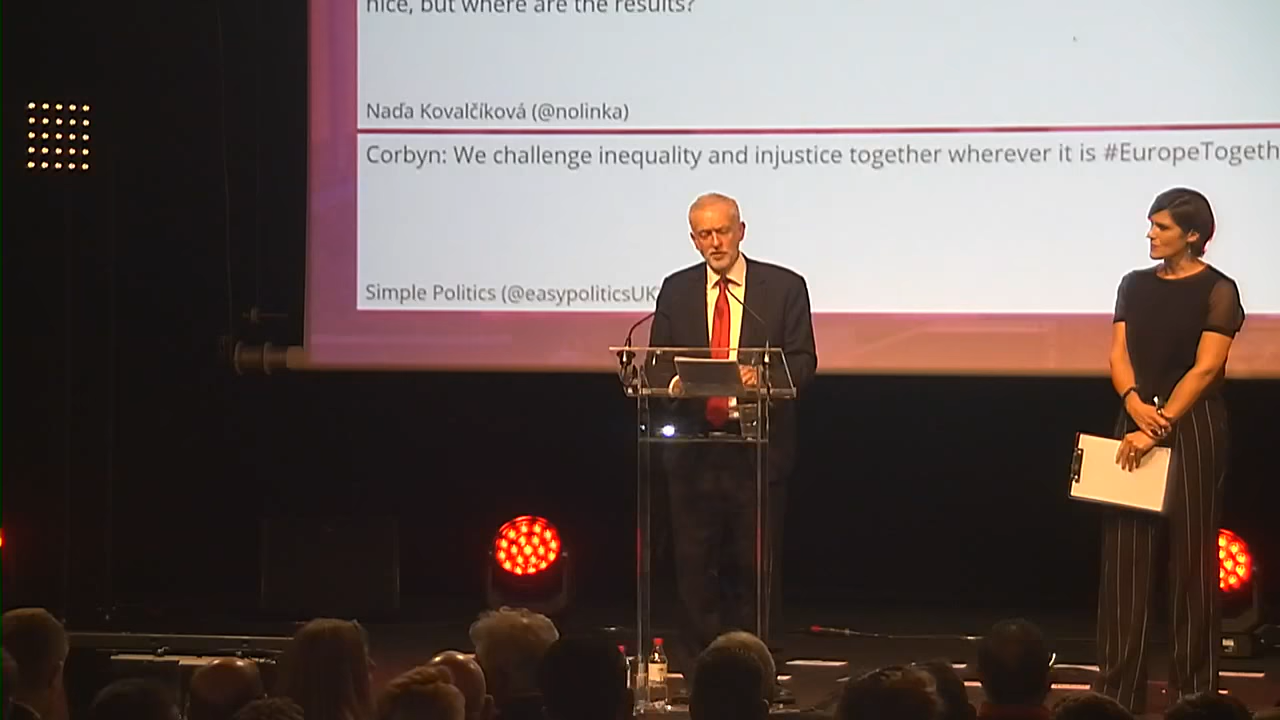 nice, but where are the results?
Naďa Kovalčíková (@nolinka)
Corbyn: We challenge inequality and injustice together wherever it is #EuropeTogeth
Simple Politics (@easypoliticsUK